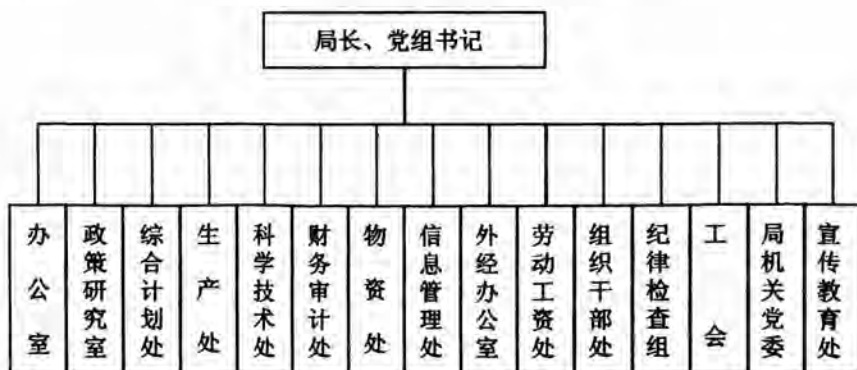 局长、党组书记
办公室
政策研究室
综合计划处
生产处
科学技术处
财务审计处
物资处
信息管理处
外经办公室
劳动工资处
组织干部处
纪律检查组
工会
局机关党委
宣传教育处